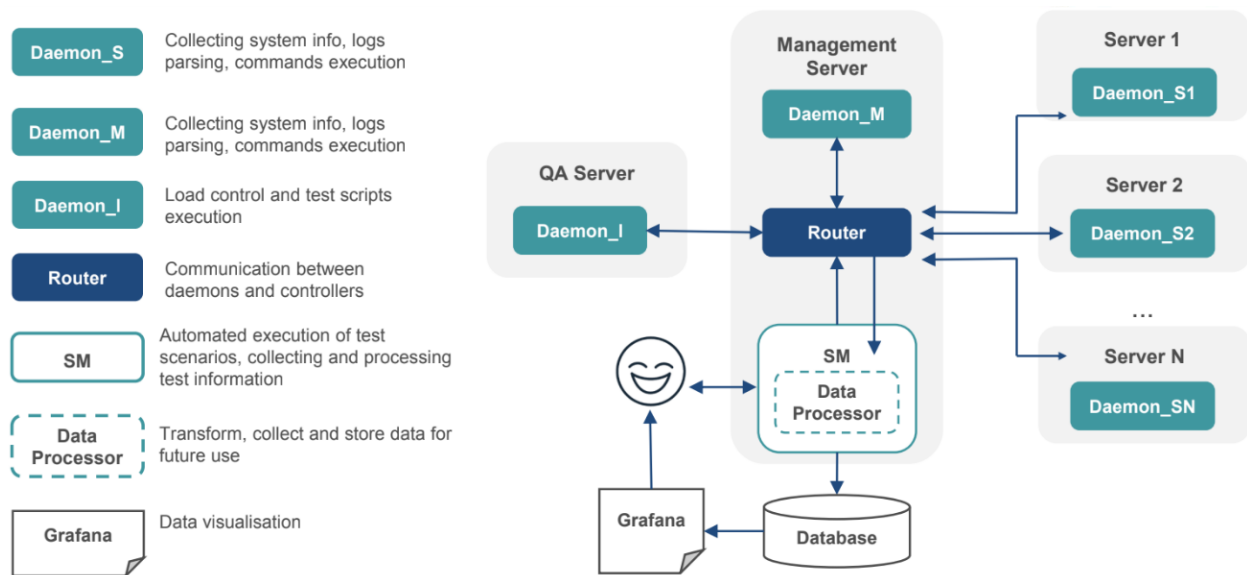 Daemon_S
Collecting system info, logs
parsing, commands execution
Daemon_M
Collecting system info, logs
parsing, commands execution
Daemon_I
Load control and test scripts
execution
Router
Communication between
daemons and controllers
SM
Automated execution of test
scenarios, collecting and processing
test information
Data
Processor
Transform, collect and store data for
future use
Grafana
Data visualisation
QA Server
Daemon_I
Management
Server
Daemon_M
Router
SM
Data
Processor
Grafana
Database
Server 1
Daemon_S1
Server 2
Daemon_S2
...
Server N
Daemon_SN